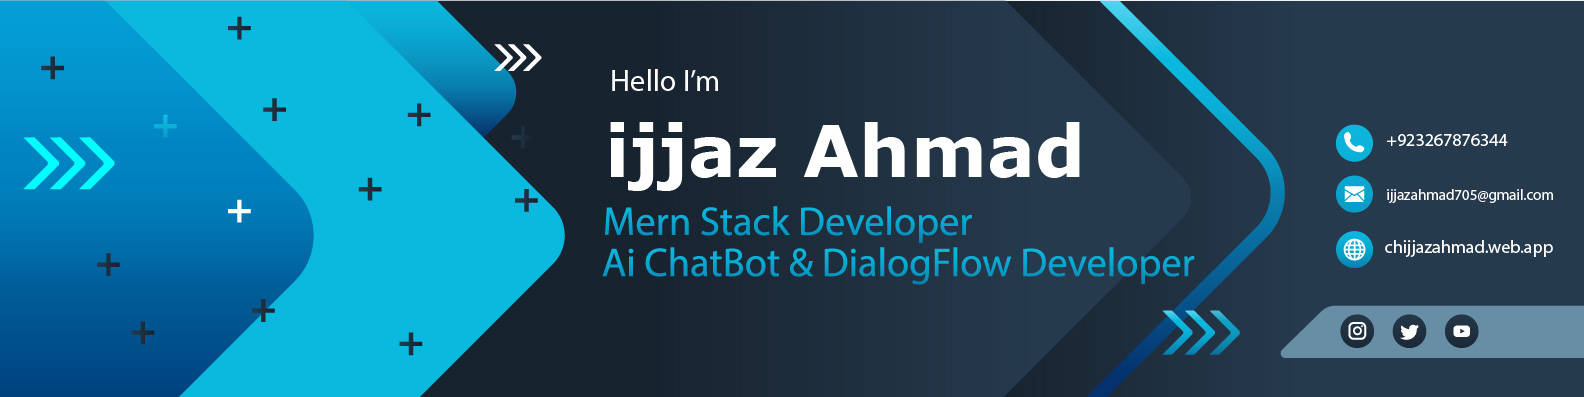 Hello I'm
ijjaz Ahmad
Mern Stack Developer
Ai ChatBot & DialogFlow Developer
+923267876344
ijjazahmad705@gmail.com
chijjazahmad.web.app